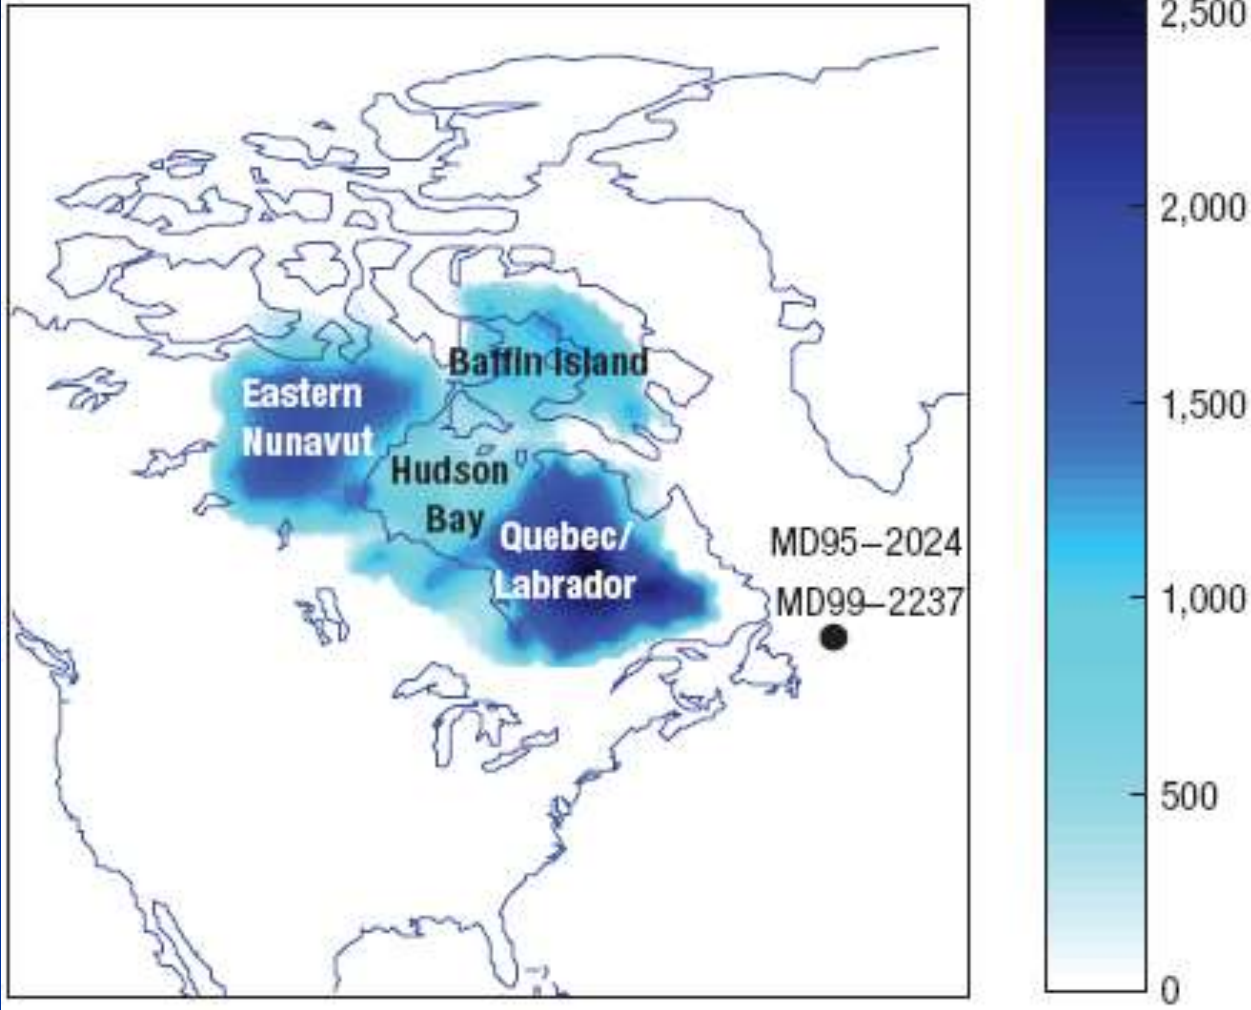 2,500
2,000
1,500
1,000
500
0
Baffin Island
Eastern
Nunavut
Hudson
Bay
Quebec/
Labrador
MD95–2024
MD99–2237